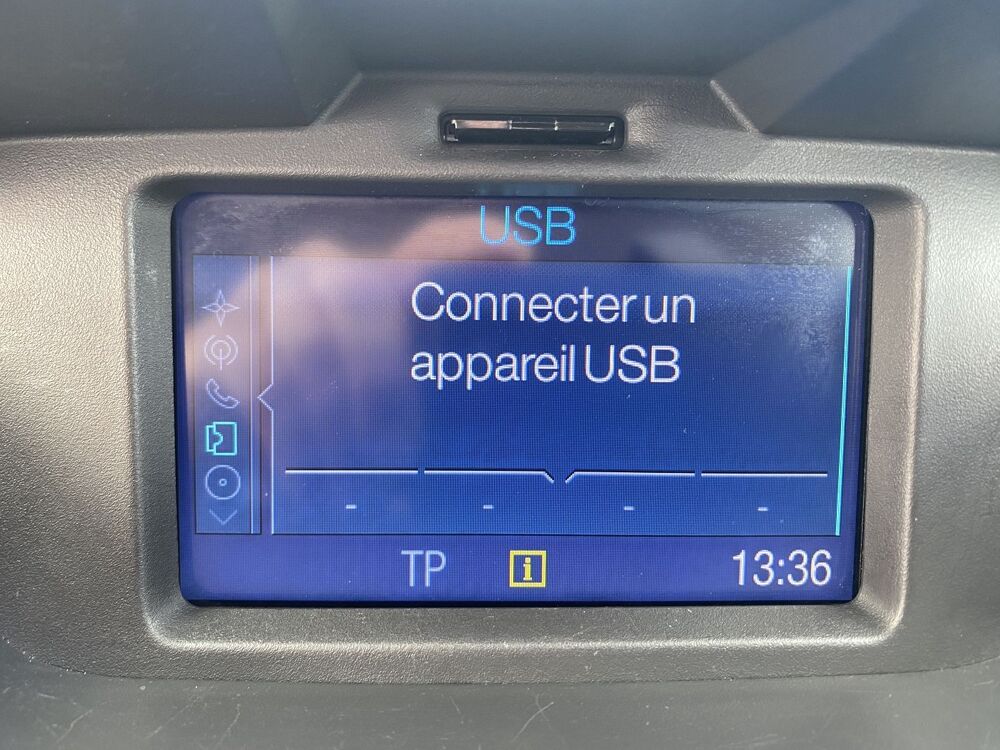 USB
Connecter un
appareil USB
- - - -
TP i 13:36